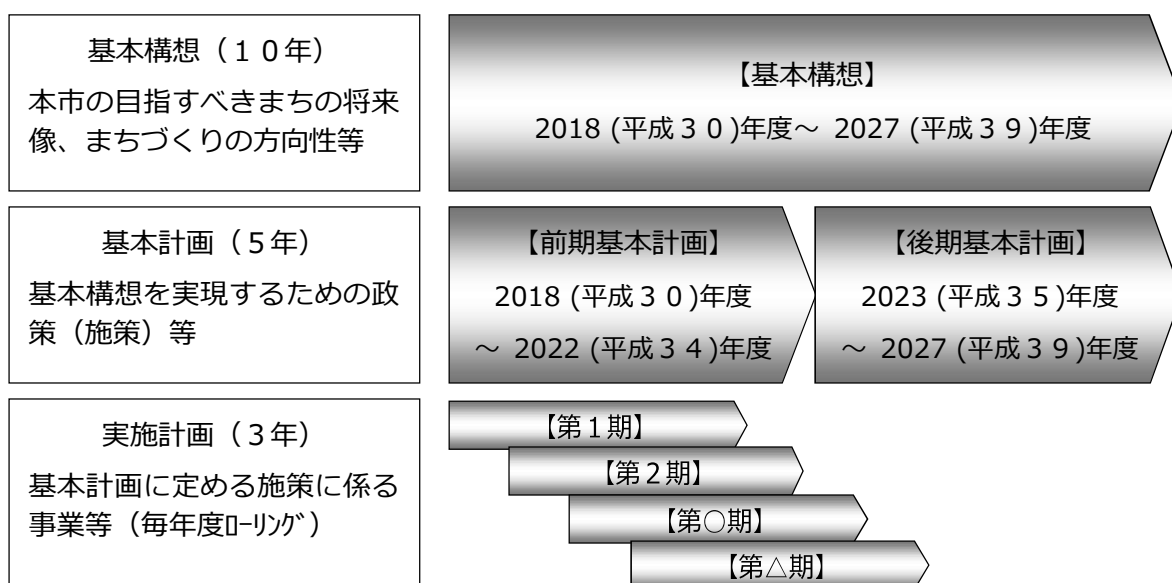 基本構想（１０年）
本市の目指すべきまちの将来
像、まちづくりの方向性等
【基本構想】
2018 (平成３０)年度～ 2027 (平成３９)年度
基本計画（５年）
基本構想を実現するための政
策（施策）等
【前期基本計画】
2018 (平成３０)年度
～ 2022 (平成３４)年度
【後期基本計画】
2023 (平成３５)年度
～ 2027 (平成３９)年度
実施計画（３年）
基本計画に定める施策に係る
事業等（毎年度ﾛｰﾘﾝｸﾞ）
【第１期】
【第２期】
【第○期】
【第△期】